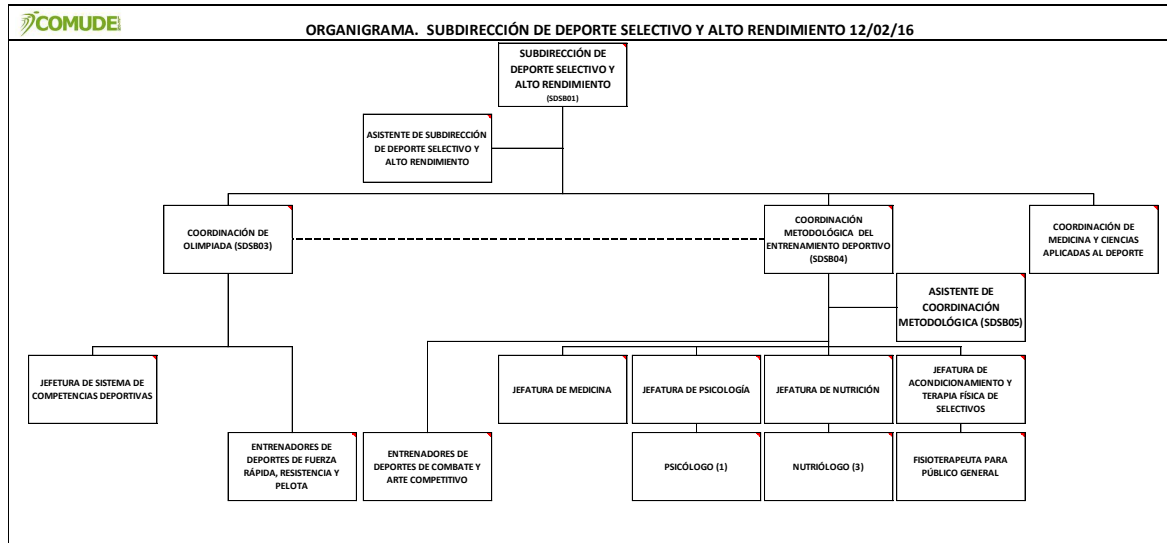 COMUDE
ORGANIGRAMA. SUBDIRECCIÓN DE DEPORTE SELECTIVO Y ALTO RENDIMIENTO 12/02/16
SUBDIRECCIÓN DE
DEPORTE SELECTIVO Y
ALTO RENDIMIENTO
(SDSB01)
ASISTENTE DE SUBDIRECCIÓN
DE DEPORTE SELECTIVO Y
ALTO RENDIMIENTO
COORDINACIÓN DE
OLIMPIADA (SDSB03)
COORDINACIÓN
METODOLÓGICA DEL
ENTRENAMIENTO DEPORTIVO
(SDSB04)
COORDINACIÓN DE
MEDICINA Y CIENCIAS
APLICADAS AL DEPORTE
ASISTENTE DE
COORDINACIÓN
METODOLÓGICA (SDSB05)
JEFETURA DE SISTEMA DE
COMPETENCIAS DEPORTIVAS
JEFATURA DE MEDICINA
JEFATURA DE PSICOLOGÍA
JEFATURA DE NUTRICIÓN
JEFATURA DE
ACONDICIONAMIENTO Y
TERAPIA FÍSICA DE
SELECTIVOS
ENTRENADORES DE
DEPORTES DE FUERZA
RÁPIDA, RESISTENCIA Y
PELOTA
ENTRENADORES DE
DEPORTES DE COMBATE Y
ARTE COMPETITIVO
PSICÓLOGO (1)
NUTRIÓLOGO (3)
FISIOTERAPEUTA PARA
PÚBLICO GENERAL